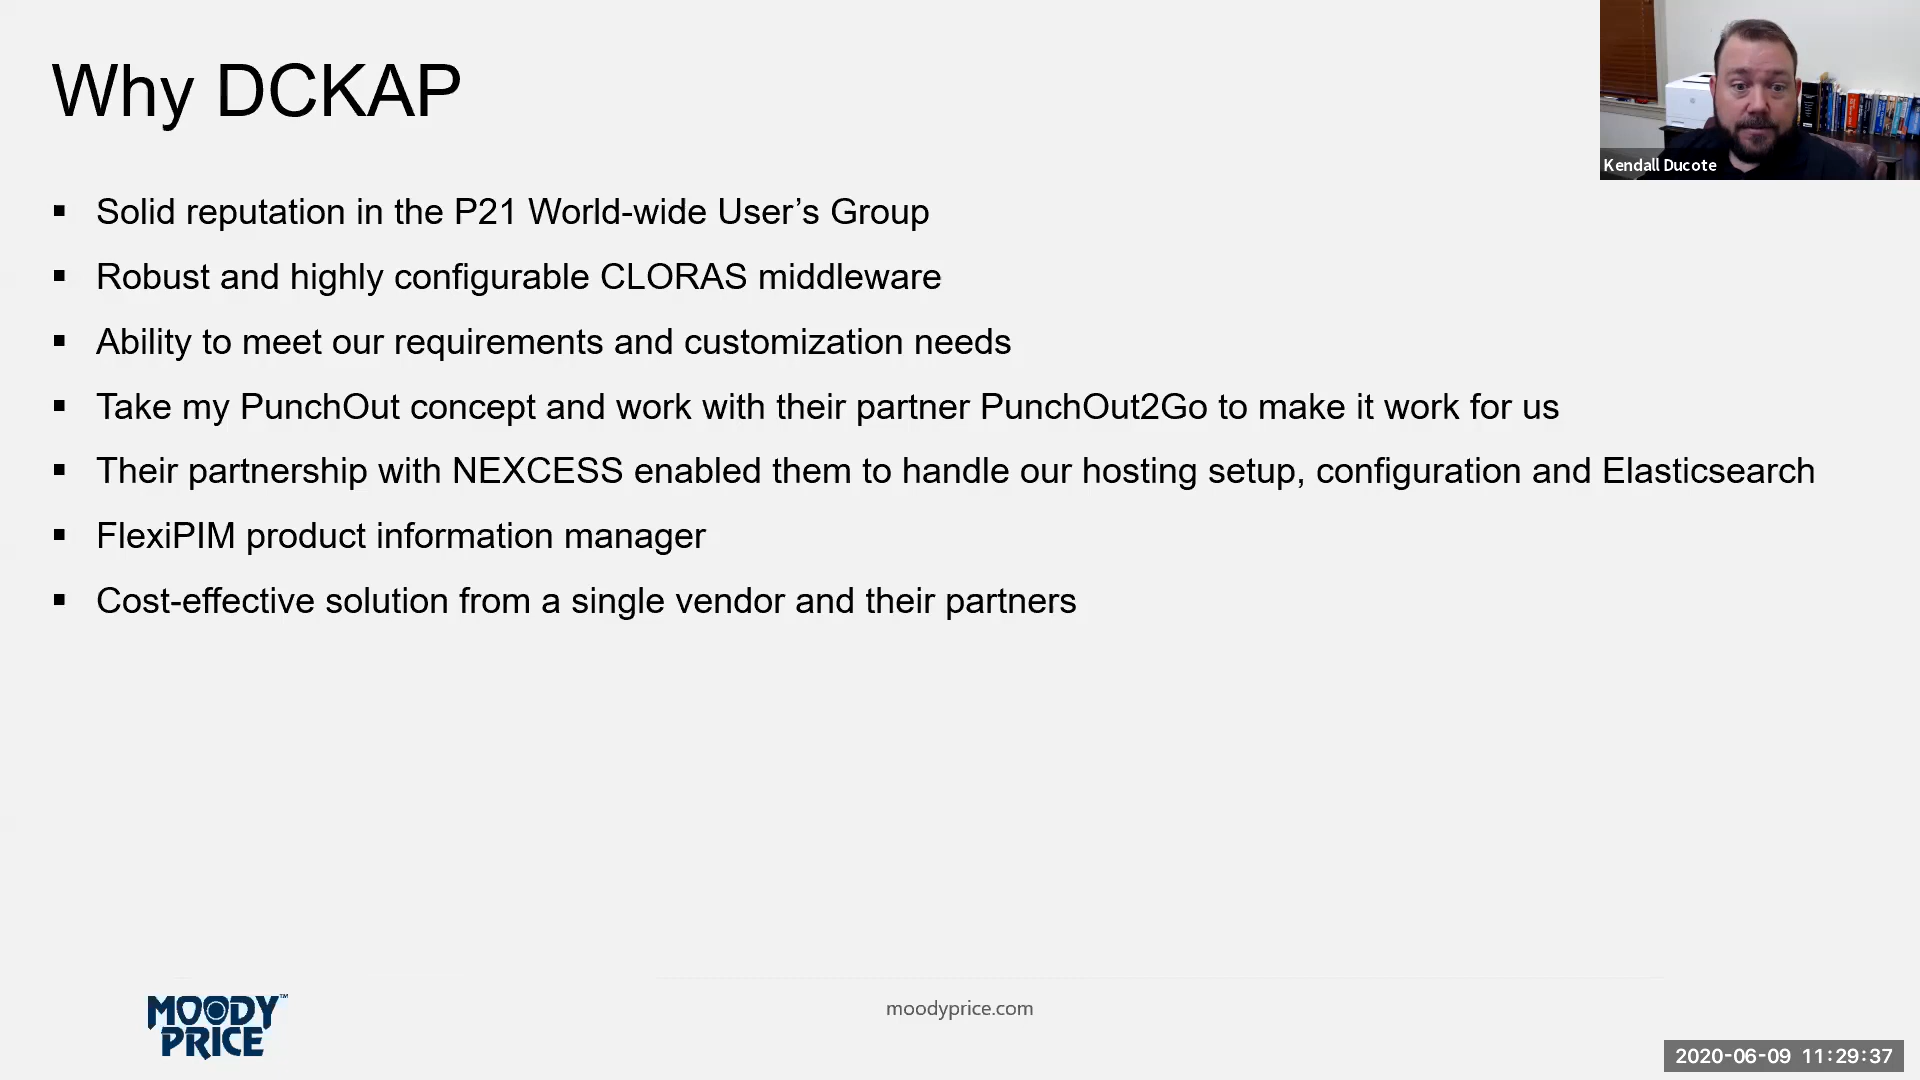 Why DCKAP
Kendall Ducote
▪ Solid reputation in the P21 World-wide User’s Group
▪ Robust and highly configurable CLORAS middleware
▪ Ability to meet our requirements and customization needs
▪ Take my PunchOut concept and work with their partner PunchOut2Go to make it work for us
▪ Their partnership with NEXCESS enabled them to handle our hosting setup, configuration and Elasticsearch
▪ FlexiPIM product information manager
▪ Cost-effective solution from a single vendor and their partners
MOODY™
PRICE
moodyprice.com
2020-06-09 11:29:37